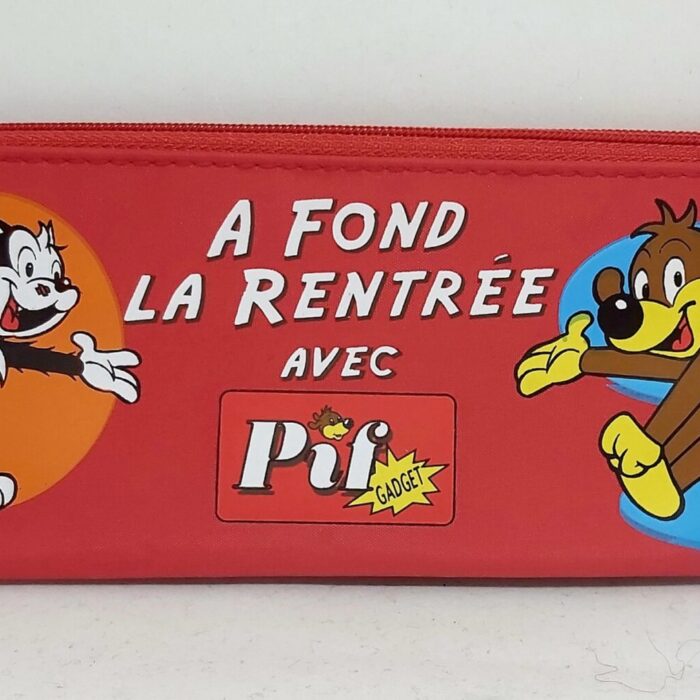 A FOND
LA RENTRÉE
AVEC
Pif
GADGET